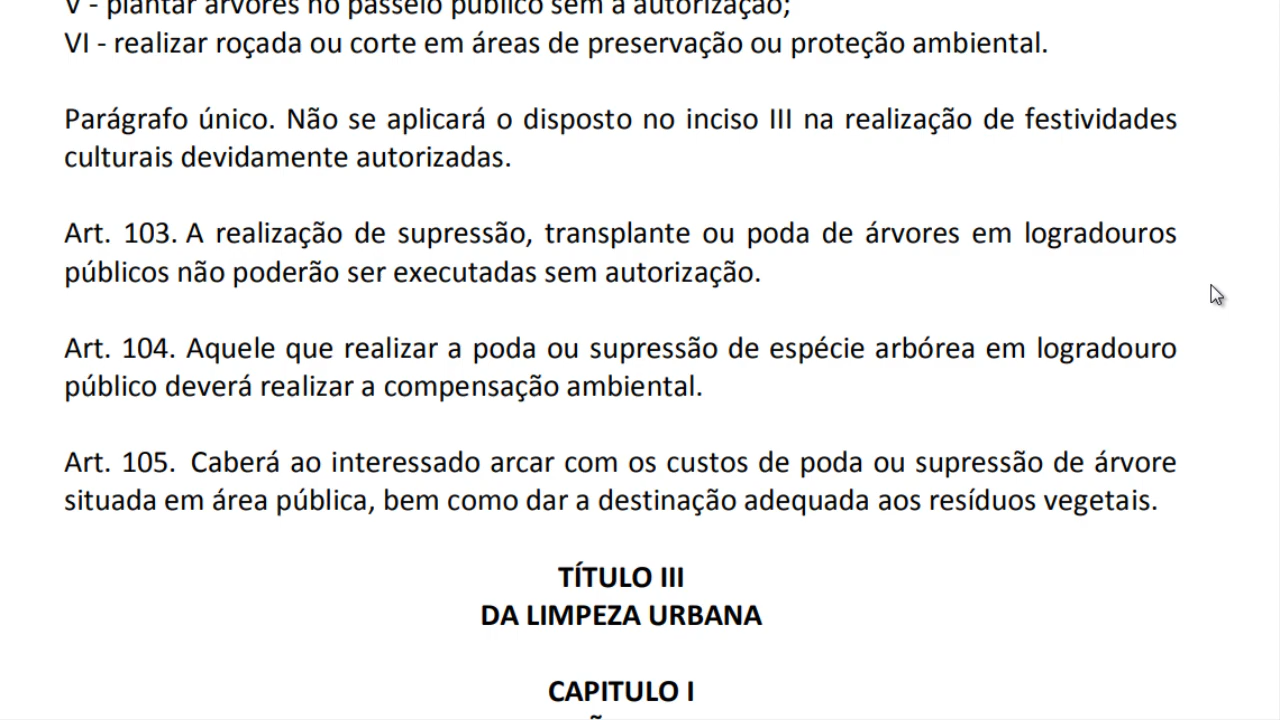 V - plantar árvores no passeio público sem a autorização;
VI - realizar roçada ou corte em áreas de preservação ou proteção ambiental.
Parágrafo único. Não se aplicará o disposto no inciso III na realização de festividades
culturais devidamente autorizadas.
Art. 103. A realização de supressão, transplante ou poda de árvores em logradouros
públicos não poderão ser executadas sem autorização.
Art. 104. Aquele que realizar a poda ou supressão de espécie arbórea em logradouro
público deverá realizar a compensação ambiental.
Art. 105. Caberá ao interessado arcar com os custos de poda ou supressão de árvore
situada em área pública, bem como dar a destinação adequada aos resíduos vegetais.
TÍTULO III
DA LIMPEZA URBANA
CAPITULO I